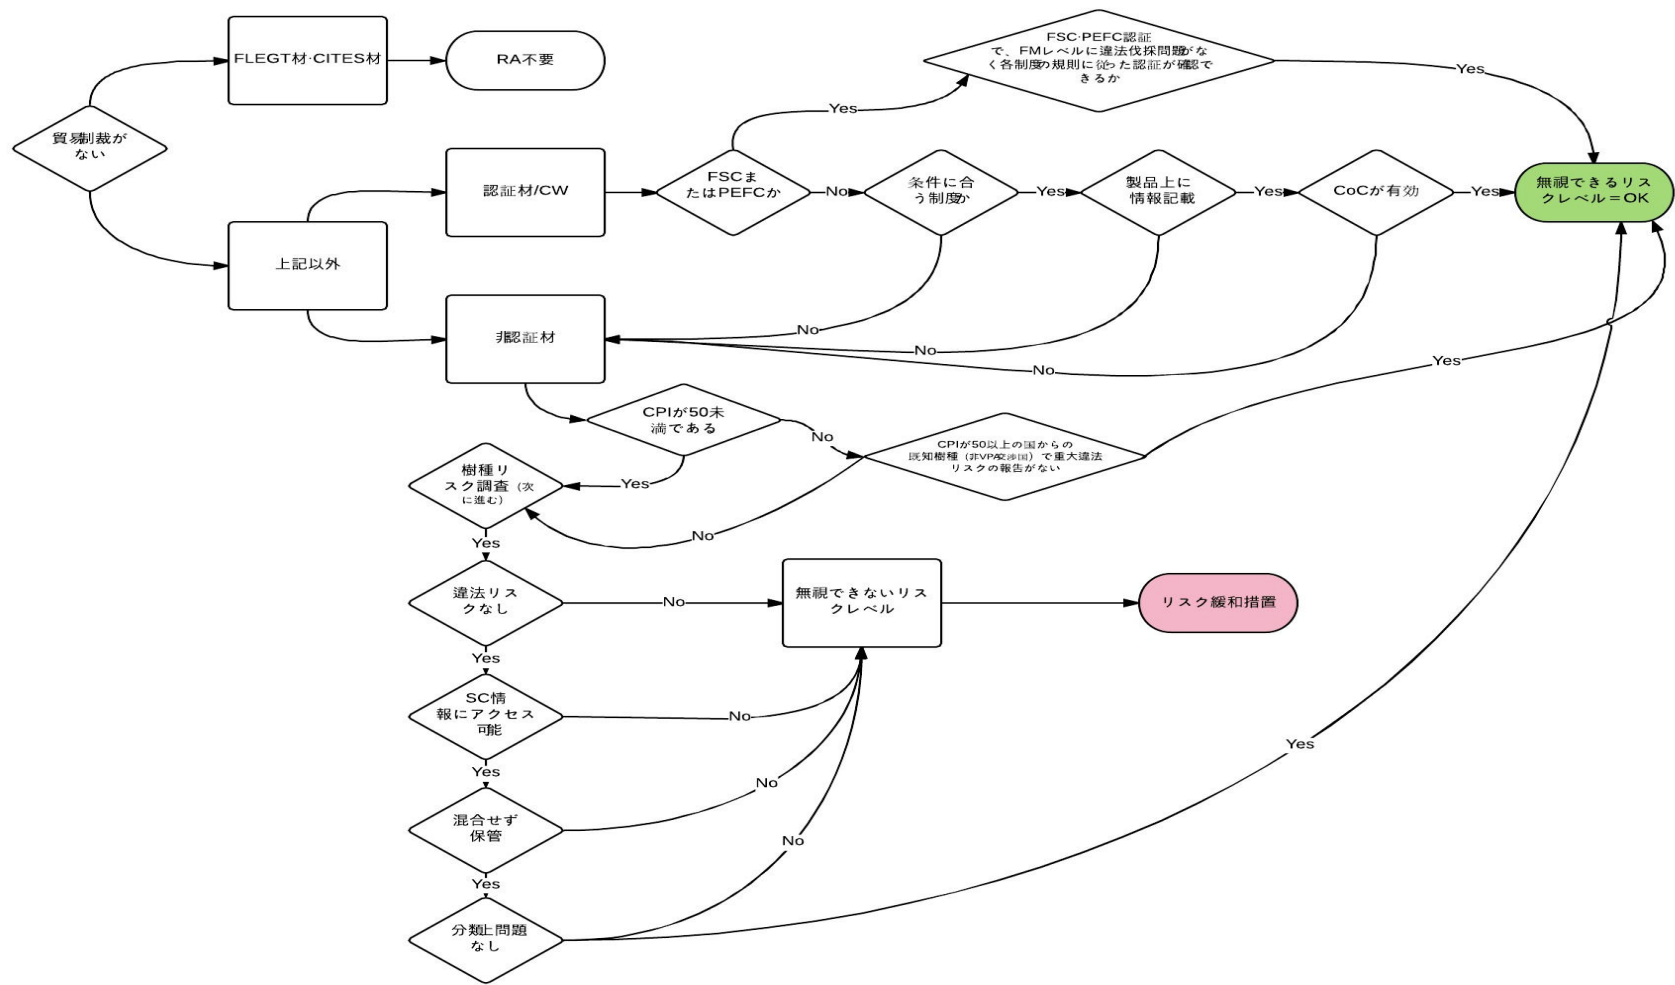 FLEGT材·CITES材
RA不要
貿易制裁が
ない
上記以外
認証材/CW
非認証材
FSCま
たはPEFCか
Yes
FSC·PEFC認証
で、FMレベルに違法伐採問題がな
く各制度の規則に従った認証が確認で
きるか
Yes
No
条件に合
う制度か
Yes
製品上に
情報記載
Yes
CoCが有効
Yes
無視できるリス
クレベル＝OK
No
No
No
CPIが50未
満である
No
CPIが50以上の国からの
既知樹種（非VPA交渉国）で重大違法
リスクの報告がない
Yes
Yes
樹種リ
スク調査（次
に進む）
No
Yes
違法リス
クなし
No
無視できないリス
クレベル
リスク緩和措置
Yes
SC情
報にアクセス
可能
No
Yes
混合せず
保管
No
Yes
分類上問題
なし
No
Yes